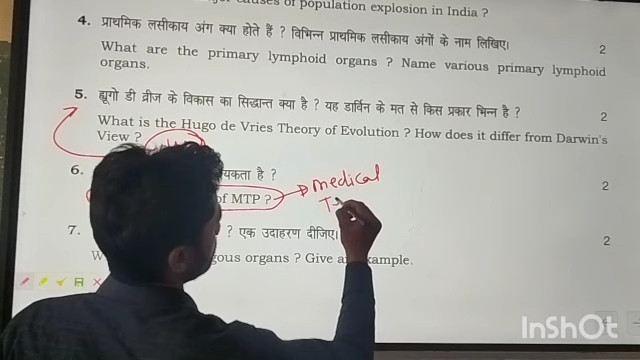 causes of population explosion in India ?
4. प्राथमिक लसीकाय अंग क्या होते हैं ? विभिन्न प्राथमिक लसीकाय अंगों के नाम लिखिए। 2
What are the primary lymphoid organs ? Name various primary lymphoid
organs.
5. ह्यूगो डी व्रीज के विकास का सिद्धान्त क्या है ? यह डार्विन के मत से किस प्रकार भिन्न है ? 2
What is the Hugo de Vries Theory of Evolution ? How does it differ from Darwin's
View ?
6. है ? 2
of MTP ? medical
T
7. ? एक उदाहरण दीजिए। 2
organs ? Give an example.
InShOt